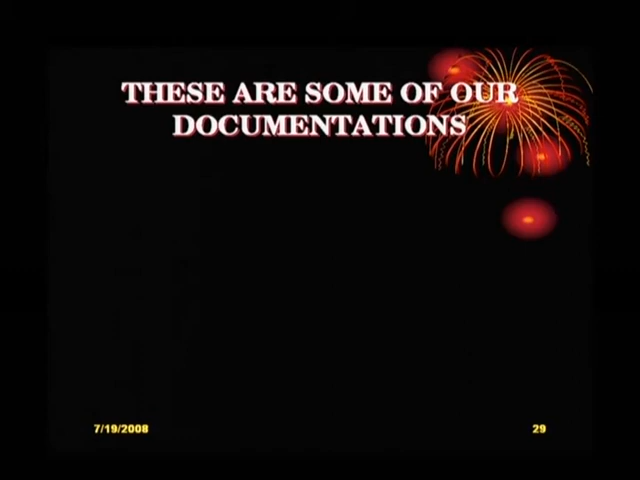 THESE ARE SOME OF OUR
DOCUMENTATIONS
7/19/2008
29